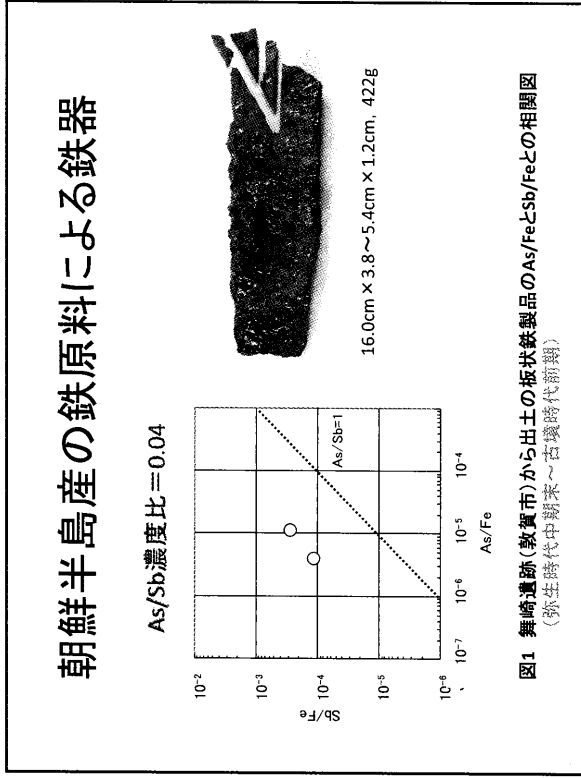 朝鮮半島産の鉄原料による鉄器
As/Sb濃度比=0.04
10⁻²
10⁻³
10⁻⁴
10⁻⁵
10⁻⁶
Sb/Fe
As/Sb=1
10⁻⁷
10⁻⁶
10⁻⁵
10⁻⁴
As/Fe
16.0cm×3.8～5.4cm×1.2cm, 422g
図1 舞崎遺跡(敦賀市)から出土の板状鉄製品のAs/FeとSb/Feとの相関図
(弥生時代中期末～古墳時代前期)